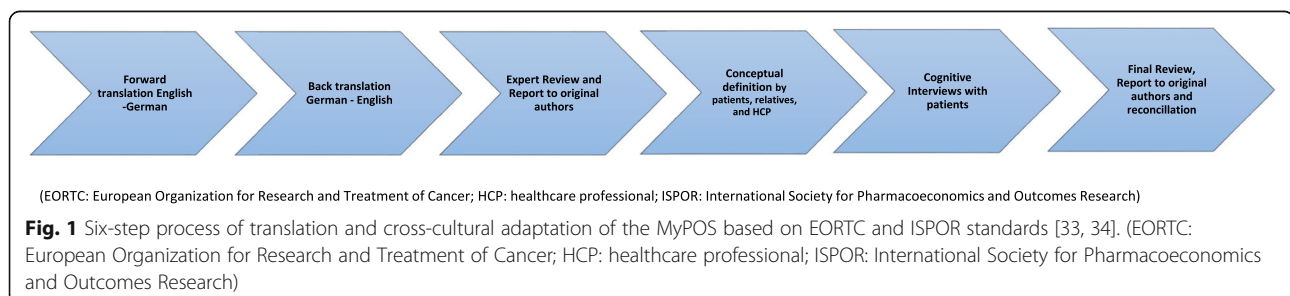 Forward
translation English
-German
Back translation
German - English
Expert Review and
Report to original
authors
Conceptual
definition by
patients, relatives,
and HCP
Cognitive
Interviews with
patients
Final Review,
Report to original
authors and
reconcillation
(EORTC: European Organization for Research and Treatment of Cancer; HCP: healthcare professional; ISPOR: International Society for Pharmacoeconomics and Outcomes Research)
Fig. 1 Six-step process of translation and cross-cultural adaptation of the MyPOS based on EORTC and ISPOR standards [33, 34]. (EORTC:
European Organization for Research and Treatment of Cancer; HCP: healthcare professional; ISPOR: International Society for Pharmacoeconomics
and Outcomes Research)